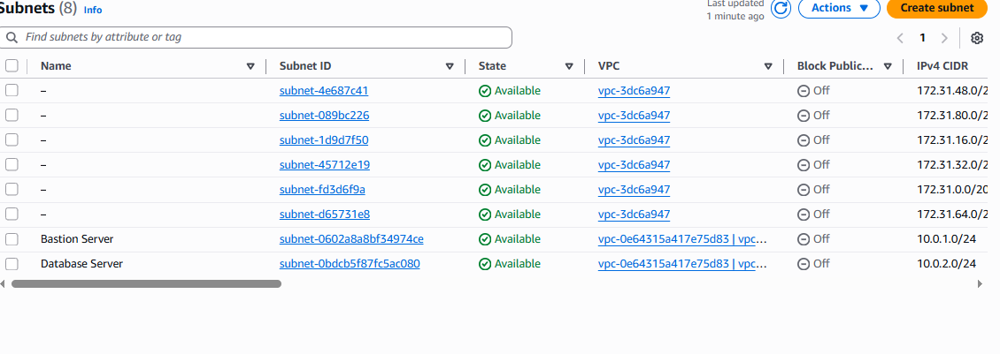 Subnets (8) Info
Last updated
1 minute ago
Actions
Create subnet
Find subnets by attribute or tag
1
Name Subnet ID State VPC Block Public... IPv4 CIDR
– subnet-4e687c41 Available vpc-3dc6a947 Off 172.31.48.0/2
– subnet-089bc226 Available vpc-3dc6a947 Off 172.31.80.0/2
– subnet-1d9d7f50 Available vpc-3dc6a947 Off 172.31.16.0/2
– subnet-45712e19 Available vpc-3dc6a947 Off 172.31.32.0/2
– subnet-fd3d6f9a Available vpc-3dc6a947 Off 172.31.0.0/20
– subnet-d65731e8 Available vpc-3dc6a947 Off 172.31.64.0/2
Bastion Server subnet-0602a8a8bf34974ce Available vpc-0e64315a417e75d83 | vpc... Off 10.0.1.0/24
Database Server subnet-0bdcb5f87fc5ac080 Available vpc-0e64315a417e75d83 | vpc... Off 10.0.2.0/24